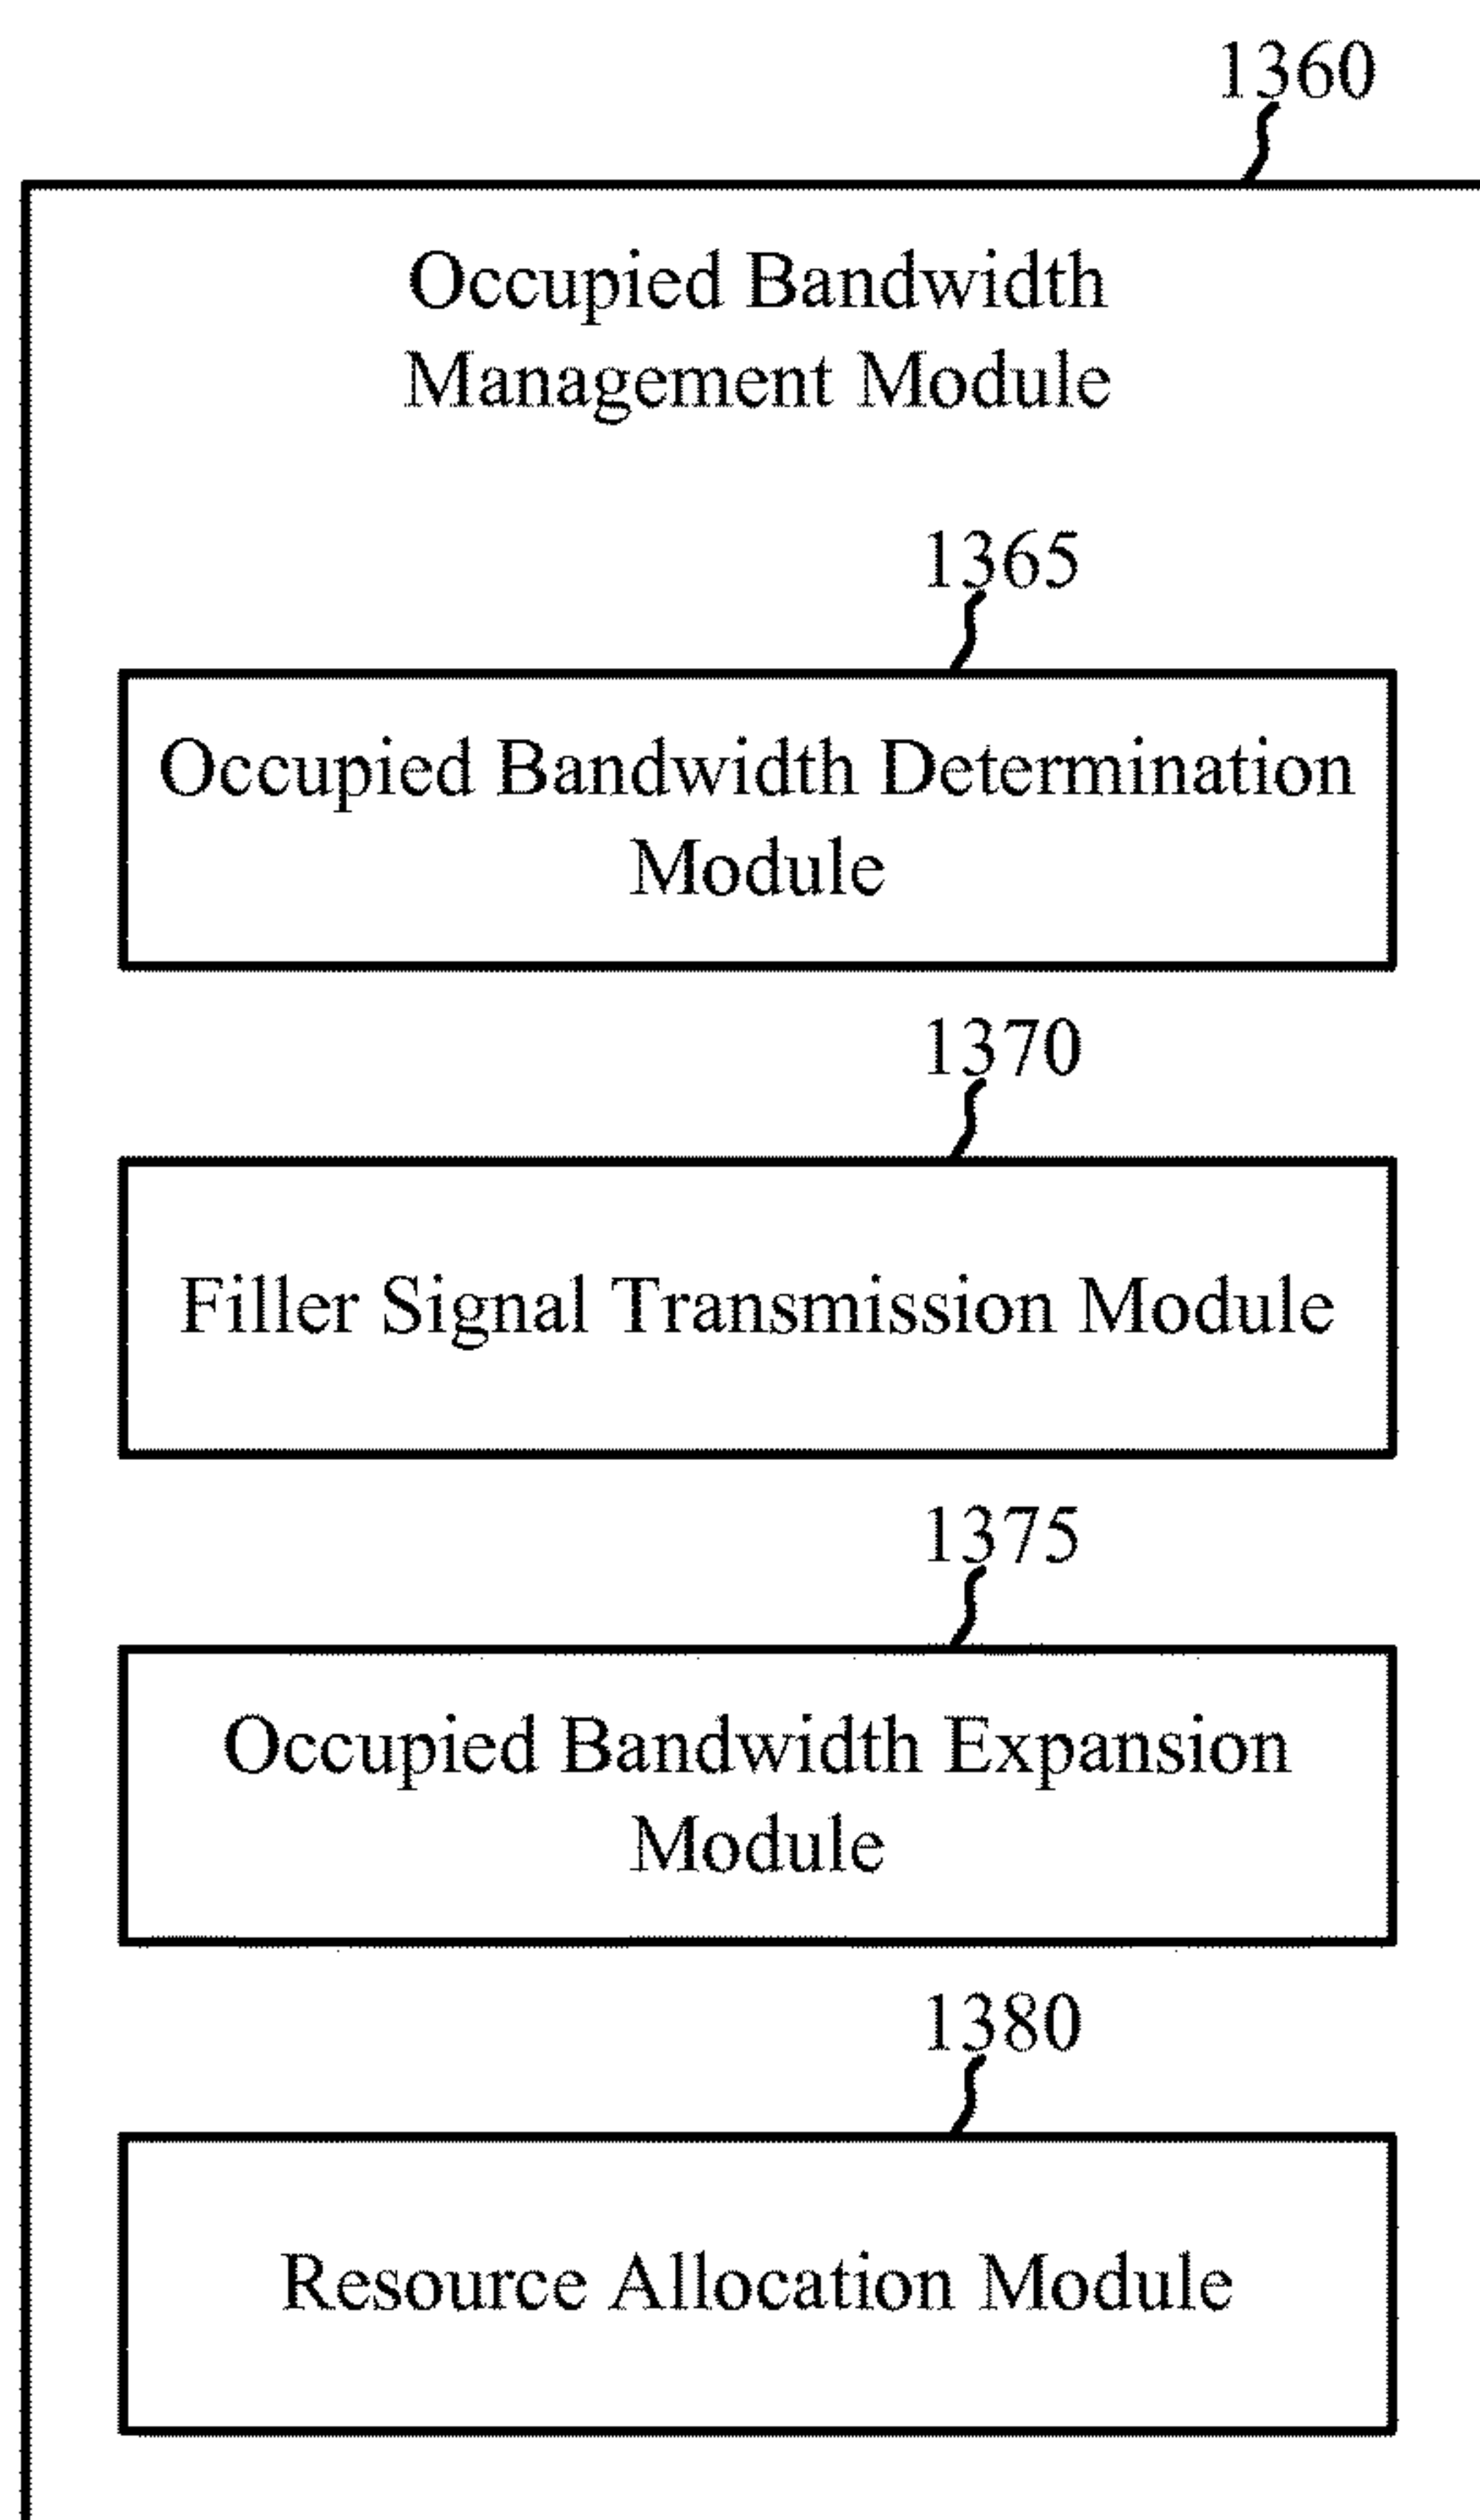 1360
Occupied Bandwidth
Management Module
1365
Occupied Bandwidth Determination
Module
1370
Filler Signal Transmission Module
1375
Occupied Bandwidth Expansion
Module
1380
Resource Allocation Module